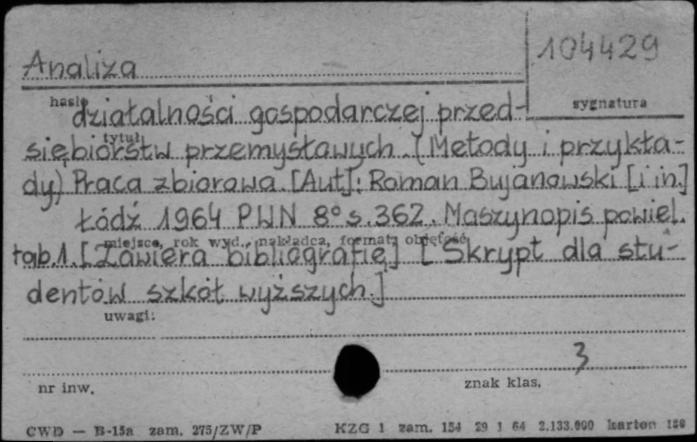 Analiza
104429
hasło
sygnatura
działalności gospodarczej przed-
tytuł:
siębiorstw przemysławych. (Metody i przykła-
dy) Praca zbiorowa. [Aut]: Roman Bujanowski [i in.]
Łódź 1964 PWN 8° s. 362. Maszynopis powiel.
miejsce, rok wyd., nakładca, format, objętość
tab. 1. [Zawiera bibliografię] [Skrypt dla stu-
dentów szkół wyższych.]
uwagi:
3
nr inw.
znak klas.
CWD — B-15a zam. 275/ZW/P KZG 1 zam. 154 29 1 64 2.133.000 karton